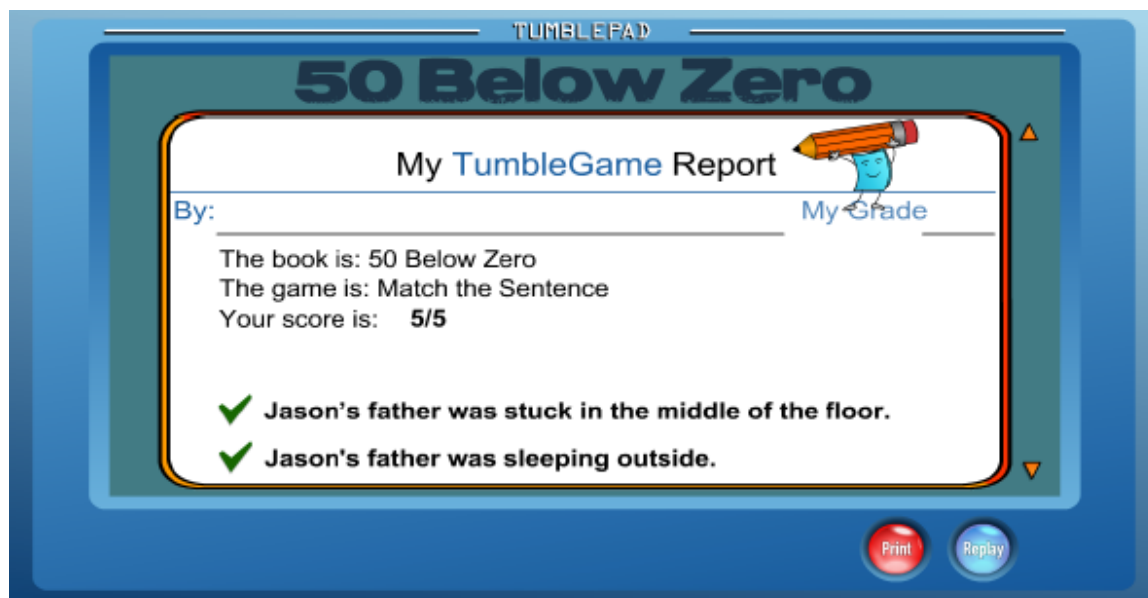 TUMBLEPAD
50 Below Zero
My TumbleGame Report
By: My Grade
The book is: 50 Below Zero
The game is: Match the Sentence
Your score is: 5/5
Jason’s father was stuck in the middle of the floor.
Jason's father was sleeping outside.
Print Replay